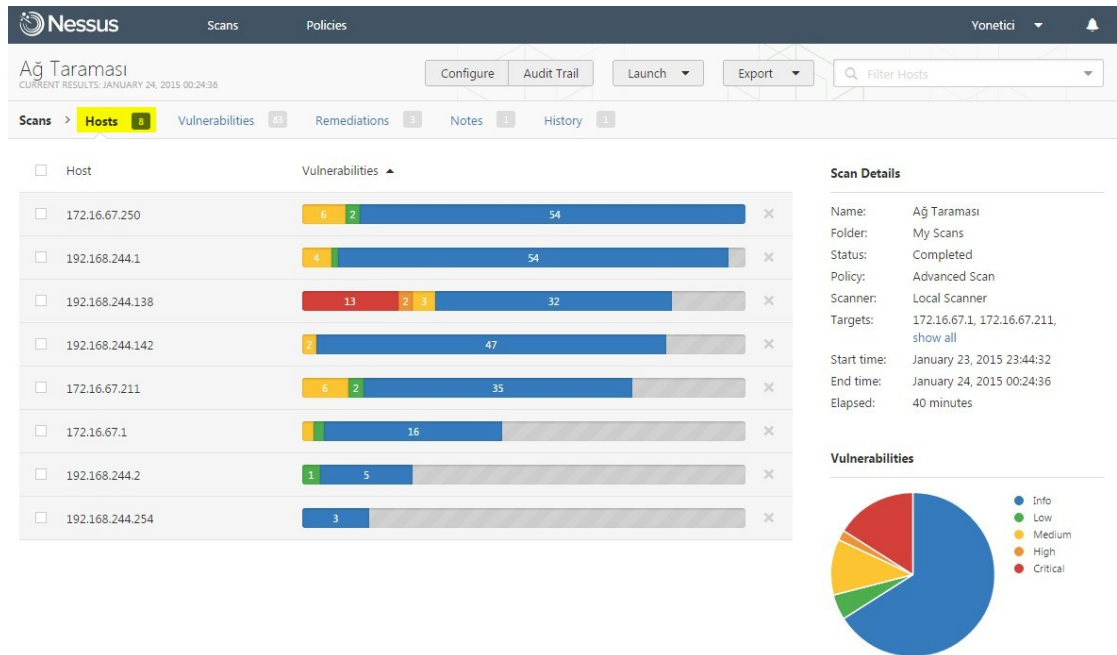 Nessus Scans Policies Yonetici
Ağ Taraması
CURRENT RESULTS: JANUARY 24, 2015 00:24:36
Configure Audit Trail Launch Export Filter Hosts
Scans > Hosts 8 Vulnerabilities 83 Remediations 3 Notes 1 History 1
Host Vulnerabilities
172.16.67.250 6 2 54
192.168.244.1 4 54
192.168.244.138 13 2 3 32
192.168.244.142 2 47
172.16.67.211 6 2 35
172.16.67.1 16
192.168.244.2 1 5
192.168.244.254 3
Scan Details
Name: Ağ Taraması
Folder: My Scans
Status: Completed
Policy: Advanced Scan
Scanner: Local Scanner
Targets: 172.16.67.1, 172.16.67.211,
show all
Start time: January 23, 2015 23:44:32
End time: January 24, 2015 00:24:36
Elapsed: 40 minutes
Vulnerabilities
Info
Low
Medium
High
Critical